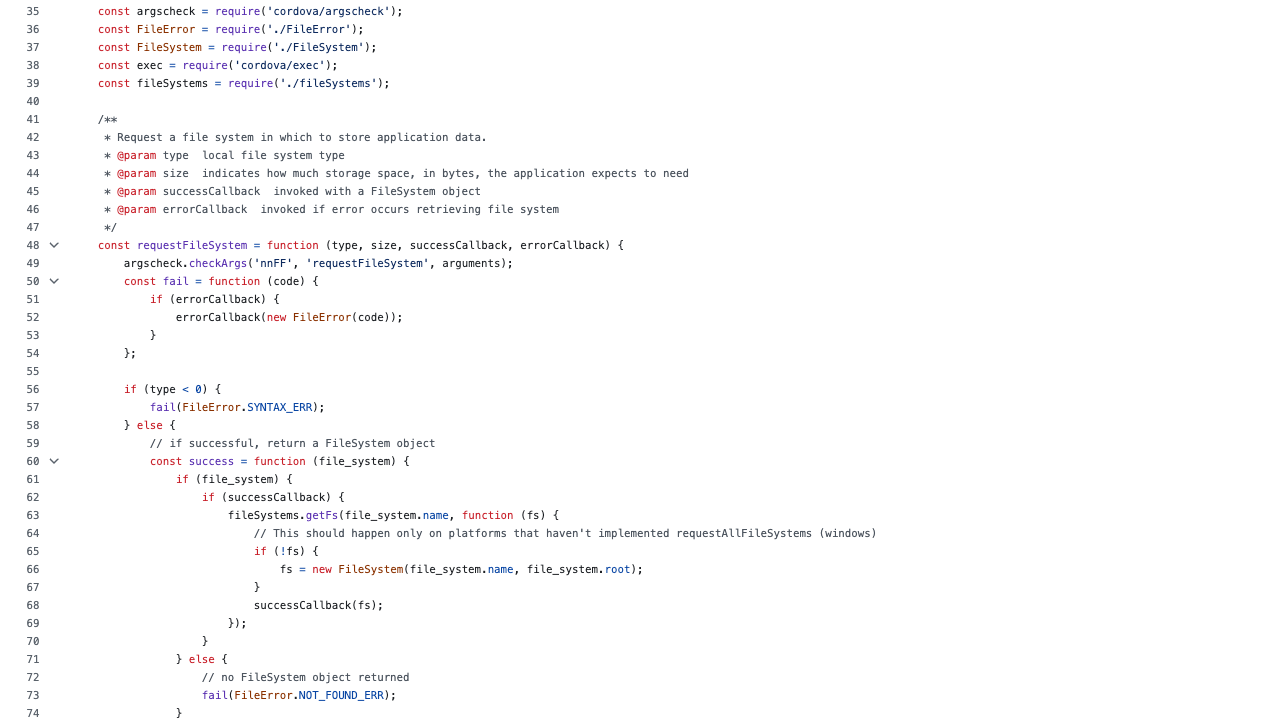 35 const argscheck = require('cordova/argscheck');
36 const FileError = require('./FileError');
37 const FileSystem = require('./FileSystem');
38 const exec = require('cordova/exec');
39 const fileSystems = require('./fileSystems');
40
41 /**
42 * Request a file system in which to store application data.
43 * @param type  local file system type
44 * @param size  indicates how much storage space, in bytes, the application expects to need
45 * @param successCallback  invoked with a FileSystem object
46 * @param errorCallback  invoked if error occurs retrieving file system
47 */
48 const requestFileSystem = function (type, size, successCallback, errorCallback) {
49 argscheck.checkArgs('nnFF', 'requestFileSystem', arguments);
50 const fail = function (code) {
51 if (errorCallback) {
52 errorCallback(new FileError(code));
53 }
54 };
55
56 if (type < 0) {
57 fail(FileError.SYNTAX_ERR);
58 } else {
59 // if successful, return a FileSystem object
60 const success = function (file_system) {
61 if (file_system) {
62 if (successCallback) {
63 fileSystems.getFs(file_system.name, function (fs) {
64 // This should happen only on platforms that haven't implemented requestAllFileSystems (windows)
65 if (!fs) {
66 fs = new FileSystem(file_system.name, file_system.root);
67 }
68 successCallback(fs);
69 });
70 }
71 } else {
72 // no FileSystem object returned
73 fail(FileError.NOT_FOUND_ERR);
74 }